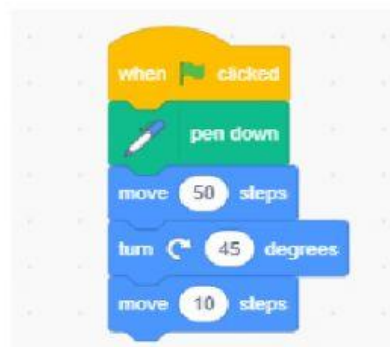 when clicked
pen down
move 50 steps
turn 45 degrees
move 10 steps